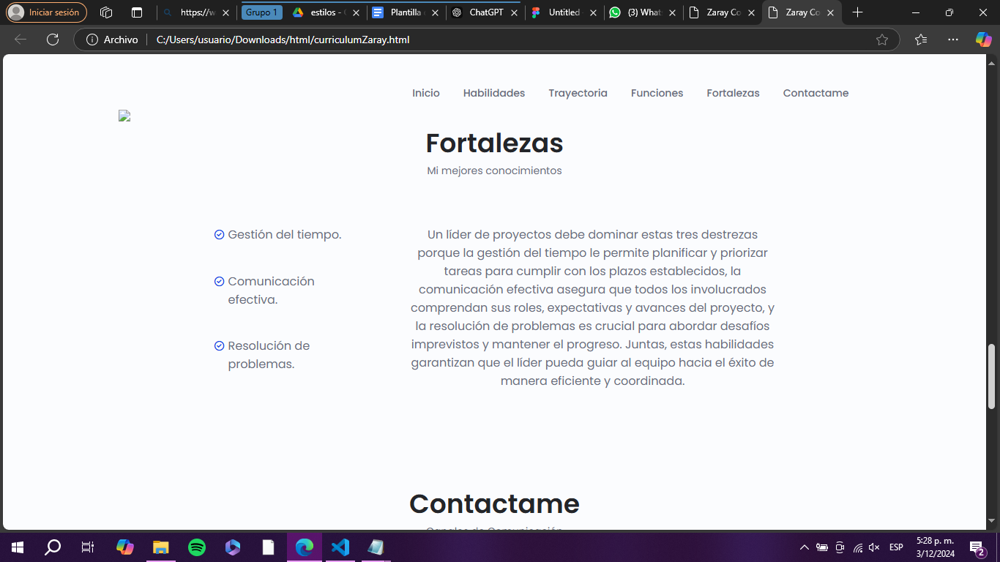 Iniciar sesión
https://w
Grupo 1
estilos -
Plantilla
ChatGPT
Untitled
(3) What
Zaray Co
Zaray Co
Archivo
C:/Users/usuario/Downloads/html/curriculumZaray.html
Inicio Habilidades Trayectoria Funciones Fortalezas Contactame
Fortalezas
Mi mejores conocimientos
Gestión del tiempo.
Comunicación
efectiva.
Resolución de
problemas.
Un líder de proyectos debe dominar estas tres destrezas
porque la gestión del tiempo le permite planificar y priorizar
tareas para cumplir con los plazos establecidos, la
comunicación efectiva asegura que todos los involucrados
comprendan sus roles, expectativas y avances del proyecto, y
la resolución de problemas es crucial para abordar desafíos
imprevistos y mantener el progreso. Juntas, estas habilidades
garantizan que el líder pueda guiar al equipo hacia el éxito de
manera eficiente y coordinada.
Contactame
Canales de Comunicación
ESP
5:28 p. m.
3/12/2024
2